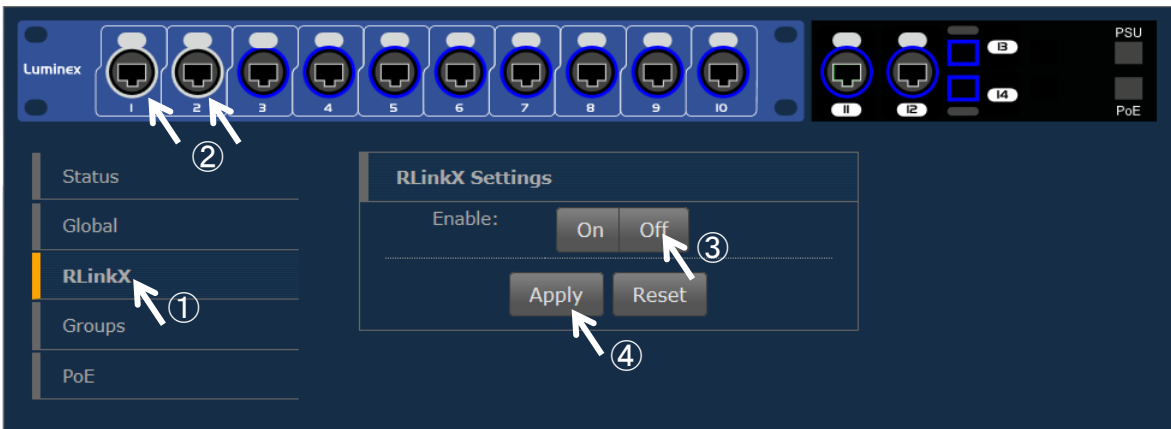 Luminex
1 2 3 4 5 6 7 8 9 10
11 12
13
14
PSU
PoE
②
Status
Global
RLinkX
①
Groups
PoE
RLinkX Settings
Enable:
On Off
③
Apply Reset
④